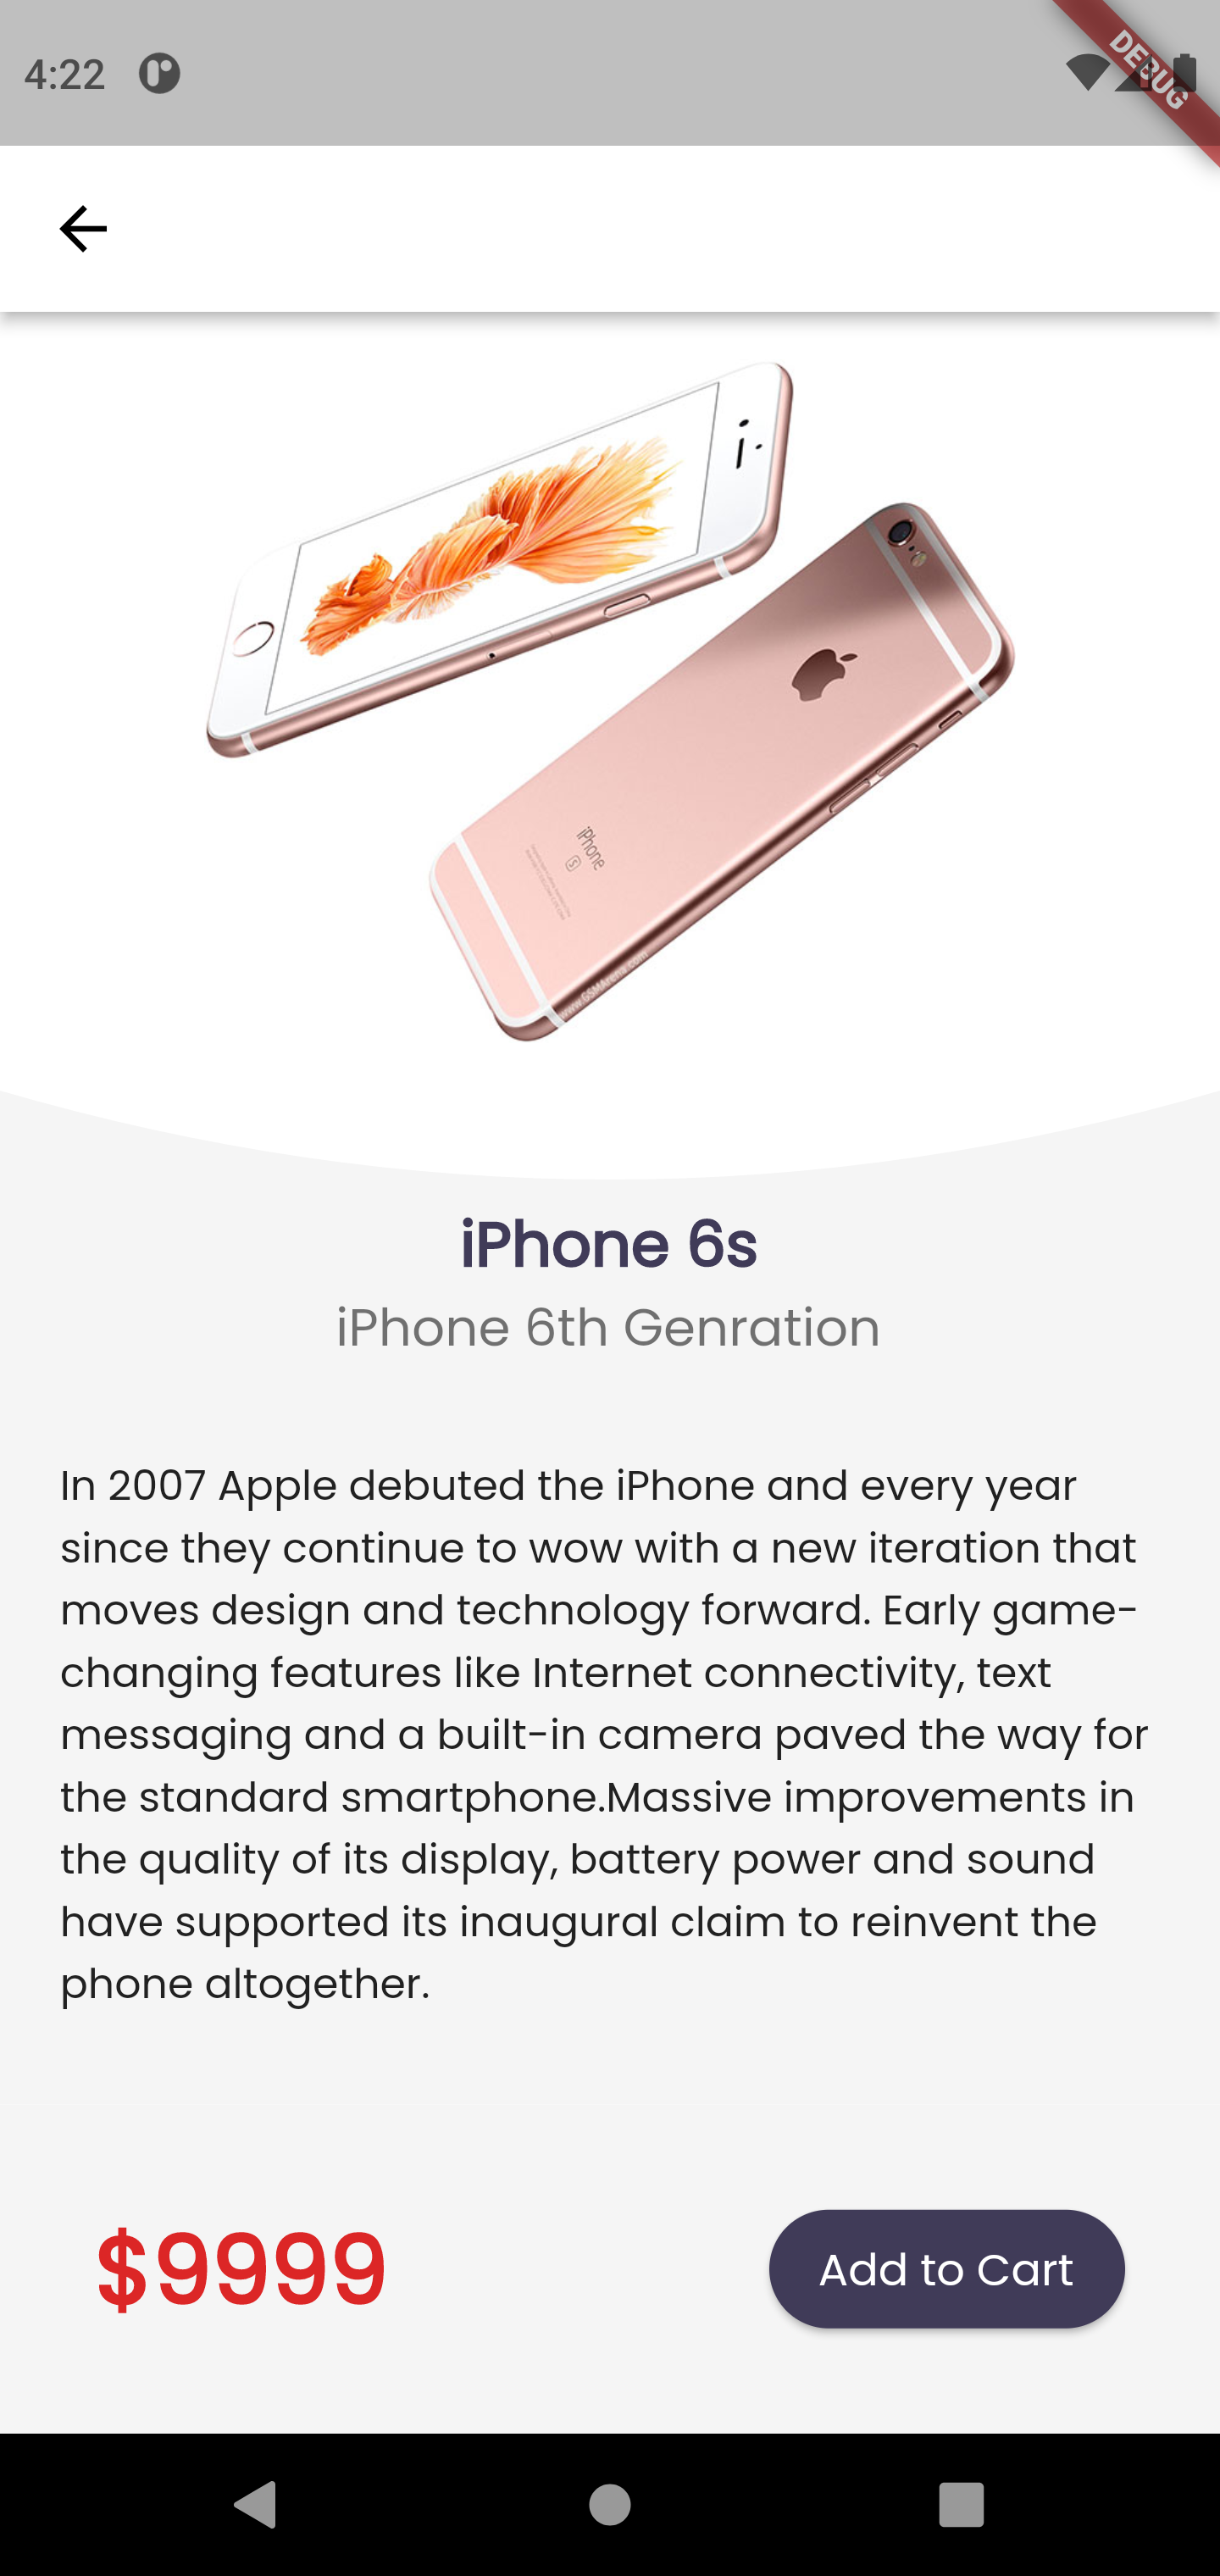 4:22
DEBUG
iPhone
S
www.GSMArena.com
iPhone 6s
iPhone 6th Genration
In 2007 Apple debuted the iPhone and every year
since they continue to wow with a new iteration that
moves design and technology forward. Early game-
changing features like Internet connectivity, text
messaging and a built-in camera paved the way for
the standard smartphone.Massive improvements in
the quality of its display, battery power and sound
have supported its inaugural claim to reinvent the
phone altogether.
$9999
Add to Cart